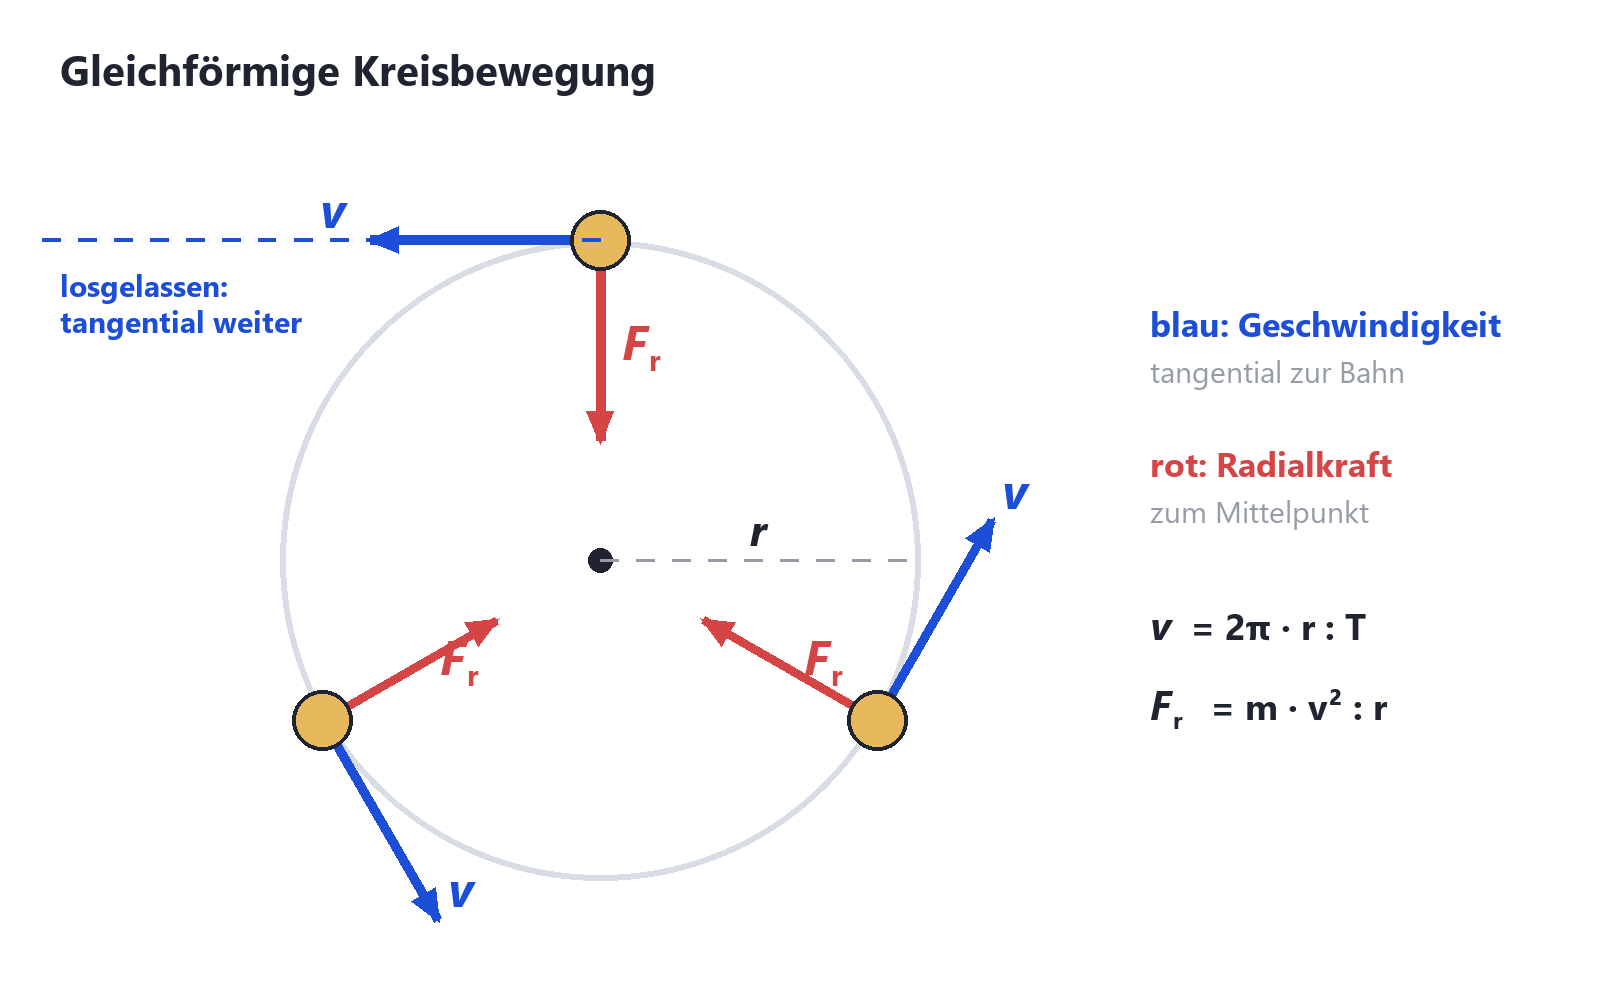 Gleichförmige Kreisbewegung
v
losgelassen:
tangential weiter
Fr
r
v
Fr
Fr
v
blau: Geschwindigkeit
tangential zur Bahn
rot: Radialkraft
zum Mittelpunkt
v = 2π · r : T
Fr = m · v² : r